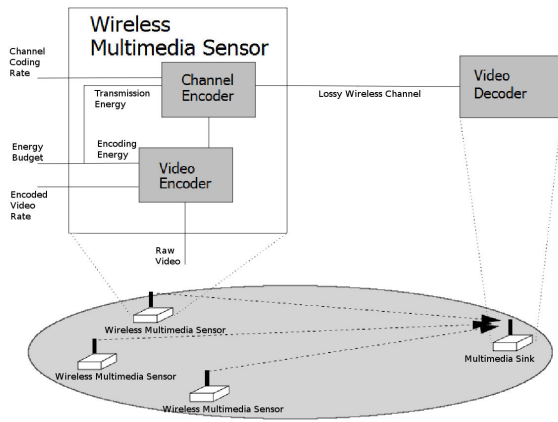 Wireless
Multimedia Sensor
Channel
Coding
Rate
Channel
Encoder
Video
Decoder
Transmission
Energy
Lossy Wireless Channel
Energy
Budget
Encoding
Energy
Video
Encoder
Encoded
Video
Rate
Raw
Video
Wireless Multimedia Sensor
Multimedia Sink
Wireless Multimedia Sensor
Wireless Multimedia Sensor